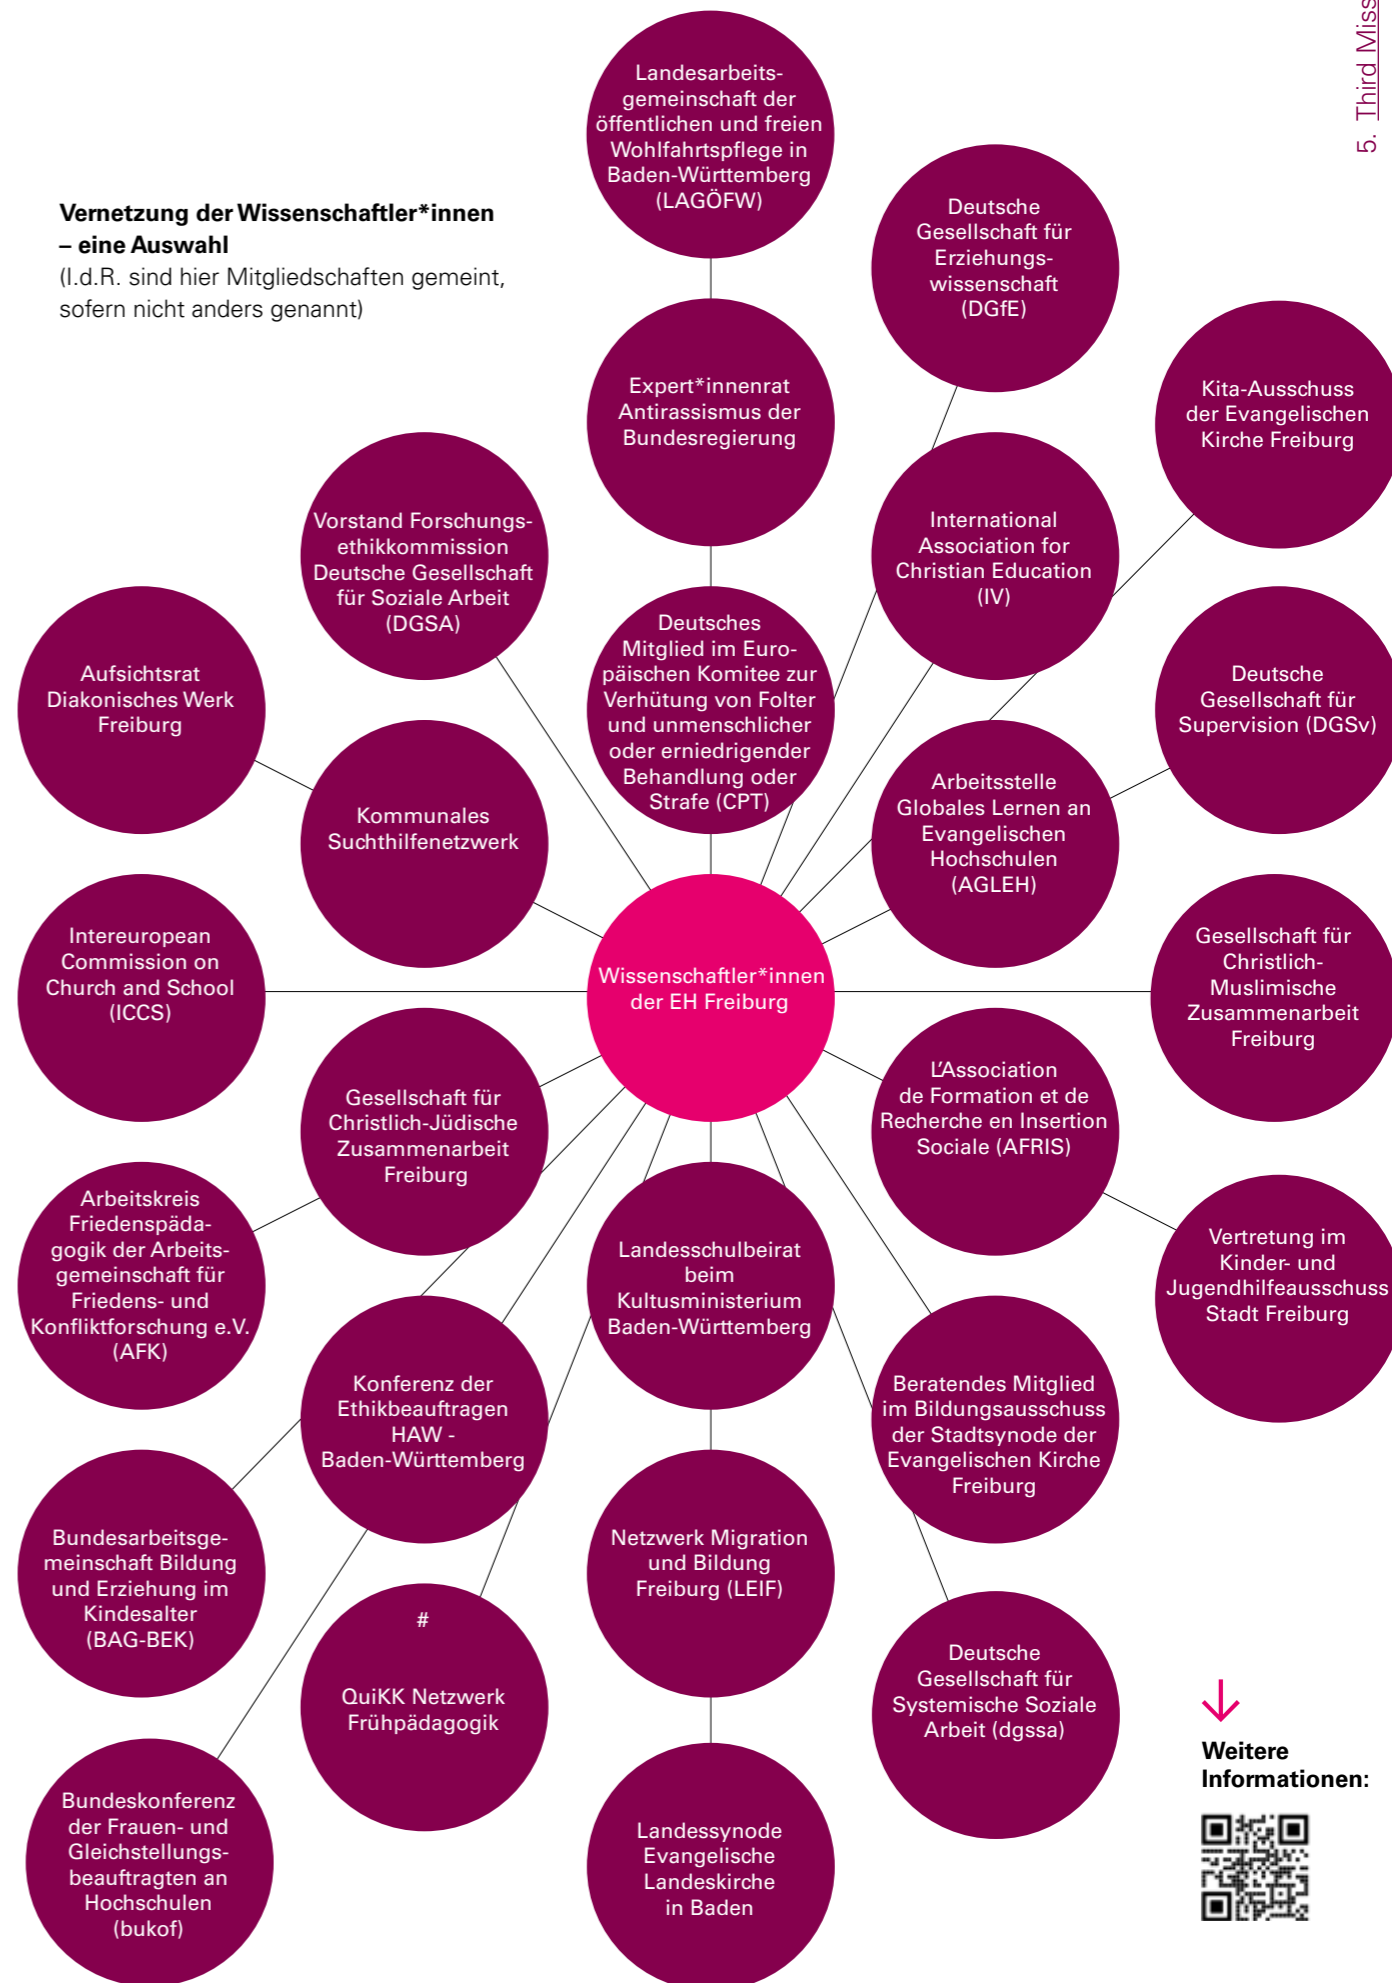 5. Third Miss
Vernetzung der Wissenschaftler*innen
– eine Auswahl
(I.d.R. sind hier Mitgliedschaften gemeint,
sofern nicht anders genannt)
Landesarbeits-
gemeinschaft der
öffentlichen und freien
Wohlfahrtspflege in
Baden-Württemberg
(LAGÖFW)
Deutsche
Gesellschaft für
Erziehungs-
wissenschaft
(DGfE)
Expert*innenrat
Antirassismus der
Bundesregierung
Kita-Ausschuss
der Evangelischen
Kirche Freiburg
Vorstand Forschungs-
ethikkommission
Deutsche Gesellschaft
für Soziale Arbeit
(DGSA)
International
Association for
Christian Education
(IV)
Deutsches
Mitglied im Euro-
päischen Komitee zur
Verhütung von Folter
und unmenschlicher
oder erniedrigender
Behandlung oder
Strafe (CPT)
Aufsichtsrat
Diakonisches Werk
Freiburg
Deutsche
Gesellschaft für
Supervision (DGSv)
Kommunales
Suchthilfenetzwerk
Arbeitsstelle
Globales Lernen an
Evangelischen
Hochschulen
(AGLEH)
Intereuropean
Commission on
Church and School
(ICCS)
Wissenschaftler*innen
der EH Freiburg
Gesellschaft für
Christlich-
Muslimische
Zusammenarbeit
Freiburg
Gesellschaft für
Christlich-Jüdische
Zusammenarbeit
Freiburg
L'Association
de Formation et de
Recherche en Insertion
Sociale (AFRIS)
Arbeitskreis
Friedenspäda-
gogik der Arbeits-
gemeinschaft für
Friedens- und
Konfliktforschung e.V.
(AFK)
Landesschulbeirat
beim
Kultusministerium
Baden-Württemberg
Vertretung im
Kinder- und
Jugendhilfeausschuss
Stadt Freiburg
Konferenz der
Ethikbeauftragen
HAW -
Baden-Württemberg
Beratendes Mitglied
im Bildungsausschuss
der Stadtsynode der
Evangelischen Kirche
Freiburg
Bundesarbeitsge-
meinschaft Bildung
und Erziehung im
Kindesalter
(BAG-BEK)
Netzwerk Migration
und Bildung
Freiburg (LEIF)
#
QuiKK Netzwerk
Frühpädagogik
Deutsche
Gesellschaft für
Systemische Soziale
Arbeit (dgssa)
Bundeskonferenz
der Frauen- und
Gleichstellungs-
beauftragten an
Hochschulen
(bukof)
Landessynode
Evangelische
Landeskirche
in Baden
Weitere
Informationen: